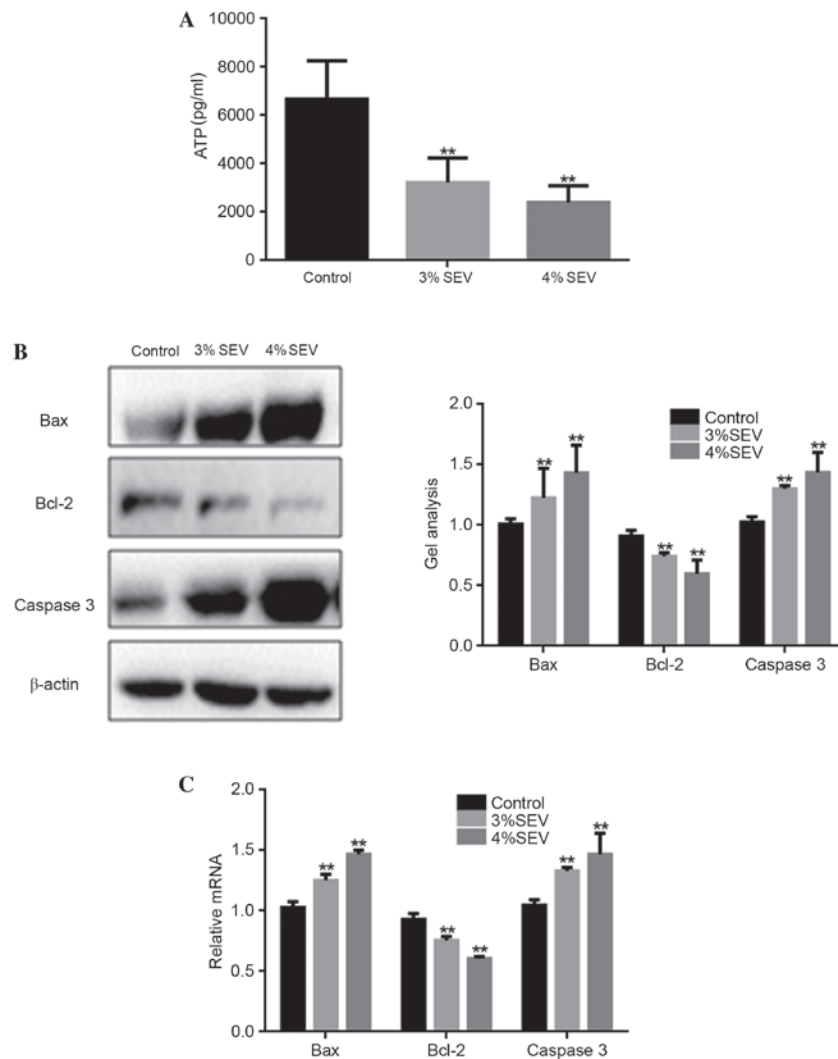 A
10000
8000
6000
4000
2000
0
ATP (pg/ml)
** **
Control 3% SEV 4% SEV
B
Control 3% SEV 4% SEV
Bax
Bcl-2
Caspase 3
β-actin
2.0
1.5
1.0
0.5
0.0
Gel analysis
Control
3%SEV
4%SEV
** ** ** ** ** **
Bax Bcl-2 Caspase 3
C
2.0
1.5
1.0
0.5
0.0
Relative mRNA
Control
3%SEV
4%SEV
** ** ** ** ** **
Bax Bcl-2 Caspase 3